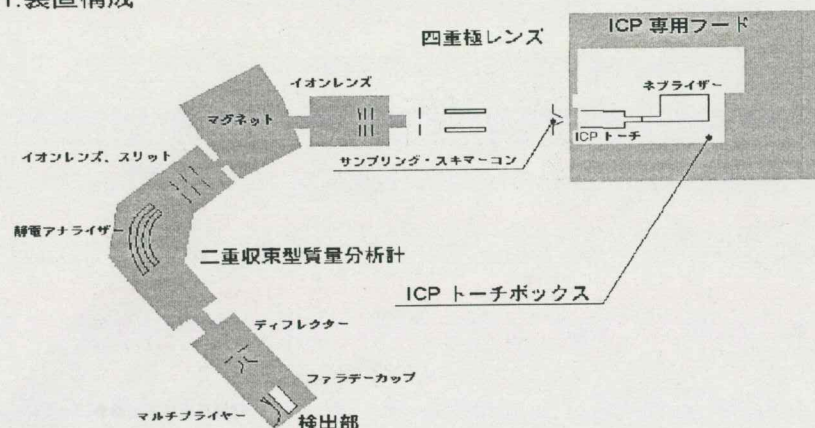 1.装置構成
ICP 専用フード
四重極レンズ
ネブライザー
イオンレンズ
マグネット
ICP トーチ
サンプリング・スキマーコン
イオンレンズ、スリット
静電アナライザー
二重収束型質量分析計
ICP トーチボックス
ディフレクター
ファラデーカップ
マルチプライヤー
検出部